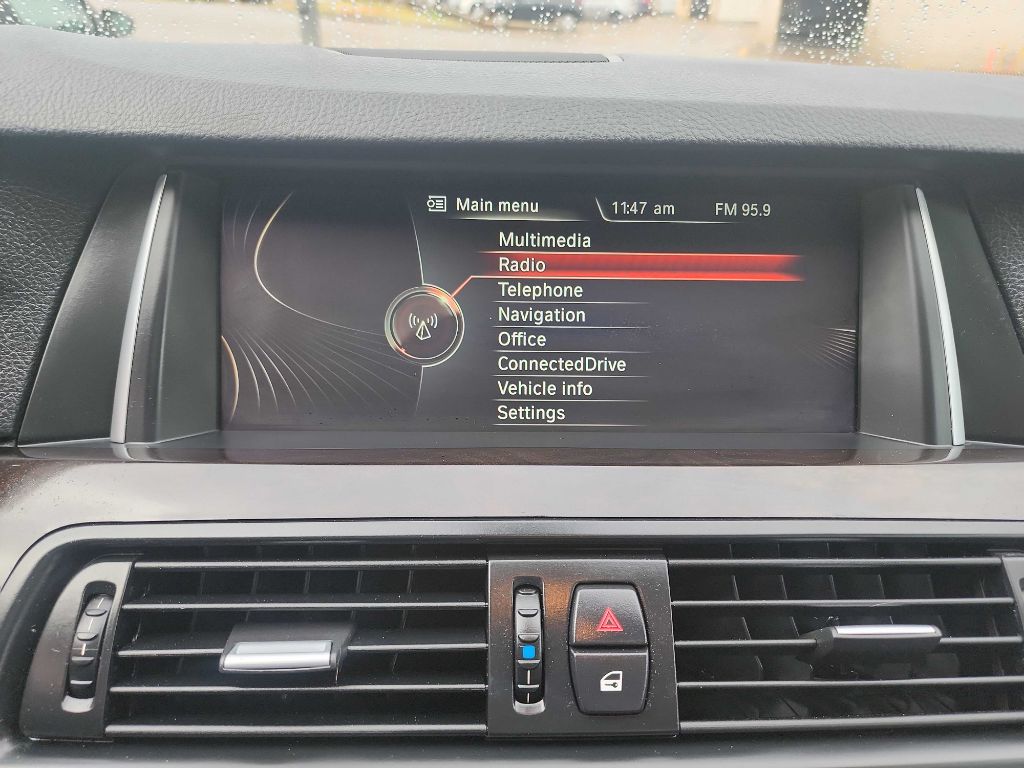 Main menu 11:47 am FM 95.9
Multimedia
Radio
Telephone
Navigation
Office
ConnectedDrive
Vehicle info
Settings